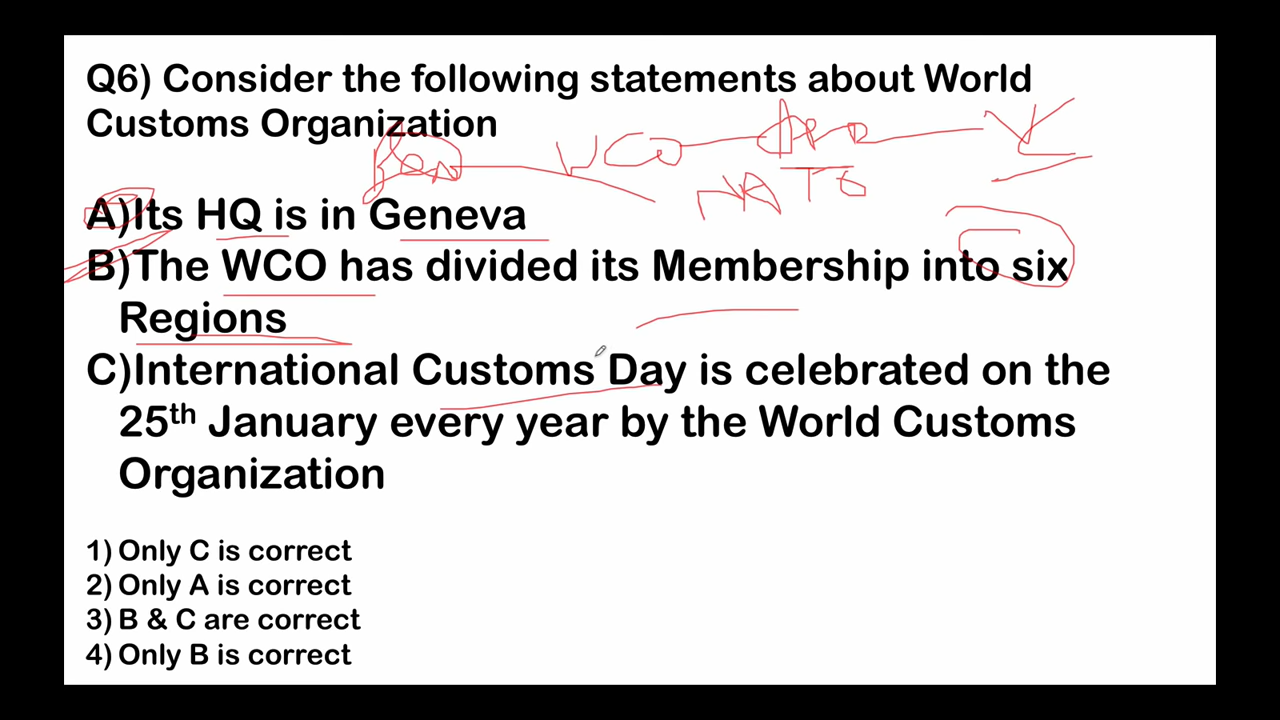 Q6) Consider the following statements about World
Customs Organization
WCO
NATO
A)Its HQ is in Geneva
B)The WCO has divided its Membership into six
Regions
C)International Customs Day is celebrated on the
25th January every year by the World Customs
Organization
1) Only C is correct
2) Only A is correct
3) B & C are correct
4) Only B is correct